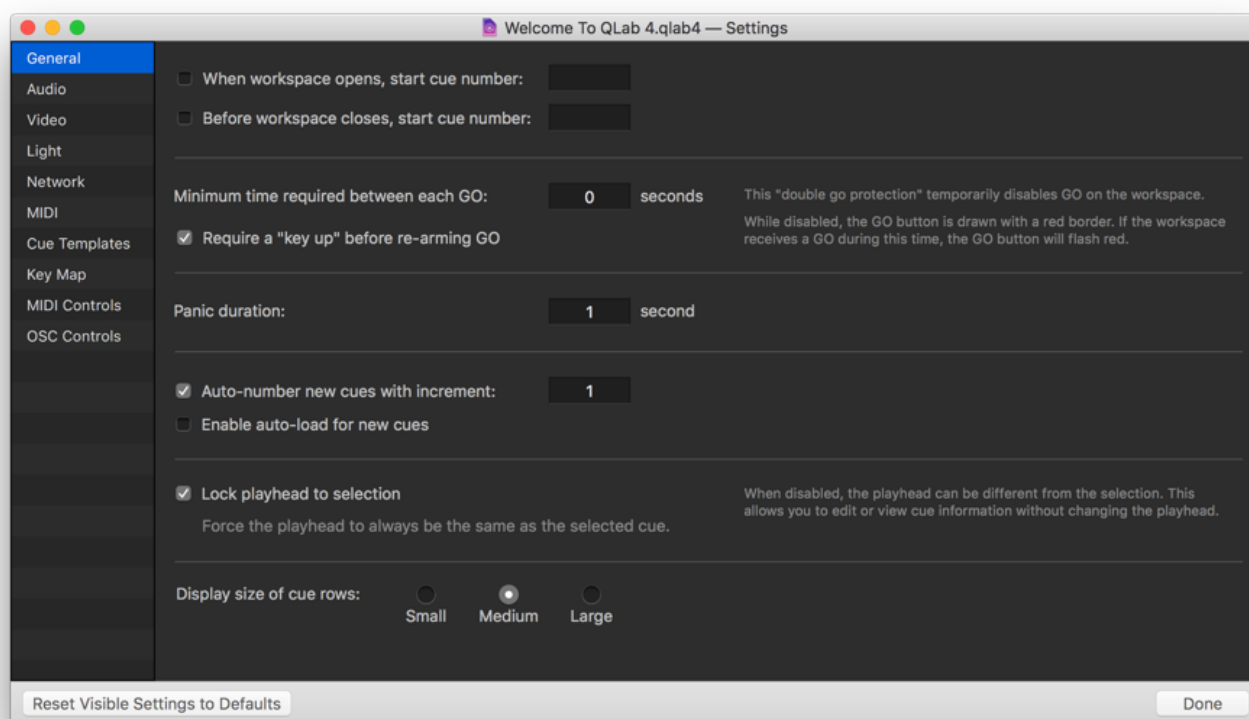 Welcome To QLab 4.qlab4 — Settings
General
Audio
Video
Light
Network
MIDI
Cue Templates
Key Map
MIDI Controls
OSC Controls
When workspace opens, start cue number:
Before workspace closes, start cue number:
Minimum time required between each GO: 0 seconds
Require a "key up" before re-arming GO
This "double go protection" temporarily disables GO on the workspace.
While disabled, the GO button is drawn with a red border. If the workspace
receives a GO during this time, the GO button will flash red.
Panic duration: 1 second
Auto-number new cues with increment: 1
Enable auto-load for new cues
Lock playhead to selection
Force the playhead to always be the same as the selected cue.
When disabled, the playhead can be different from the selection. This
allows you to edit or view cue information without changing the playhead.
Display size of cue rows:
Small Medium Large
Reset Visible Settings to Defaults
Done